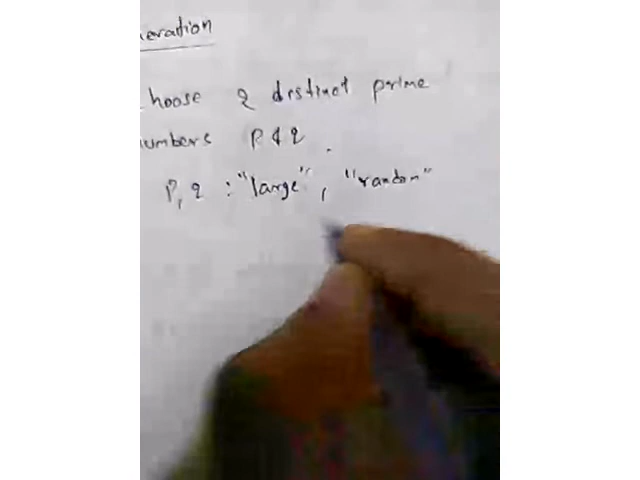 eration
hoose 2 distinct prime
umbers P & q .
P, q : "large", "random"